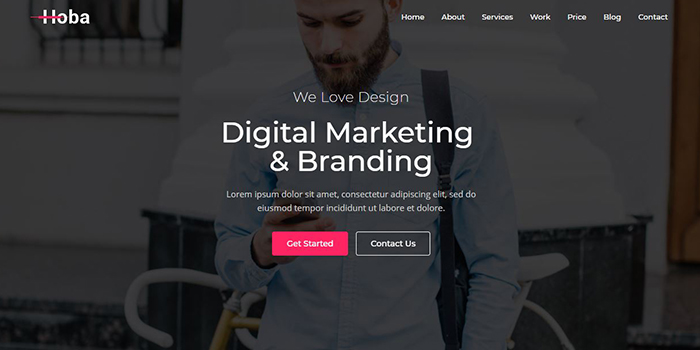 Hoba
Home About Services Work Price Blog Contact
We Love Design
Digital Marketing
& Branding
Lorem ipsum dolor sit amet, consectetur adipiscing elit, sed do
eiusmod tempor incididunt ut labore et dolore.
Get Started Contact Us